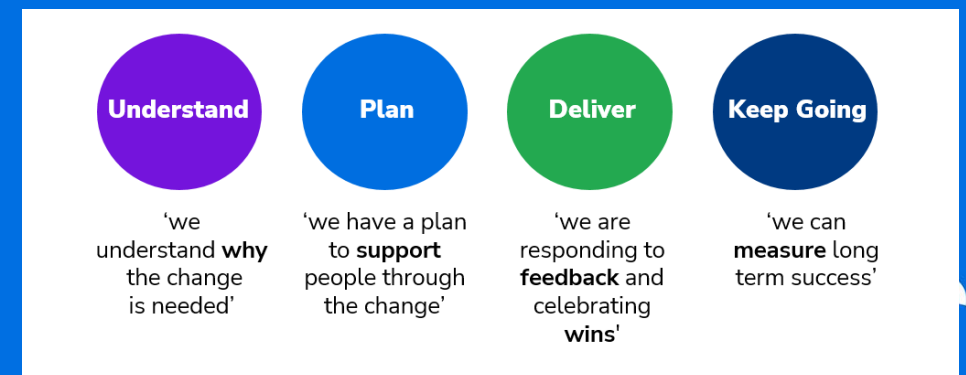 Understand
Plan
Deliver
Keep Going
‘we
understand why
the change
is needed’
‘we have a plan
to support
people through
the change’
‘we are
responding to
feedback and
celebrating
wins'
‘we can
measure long
term success’